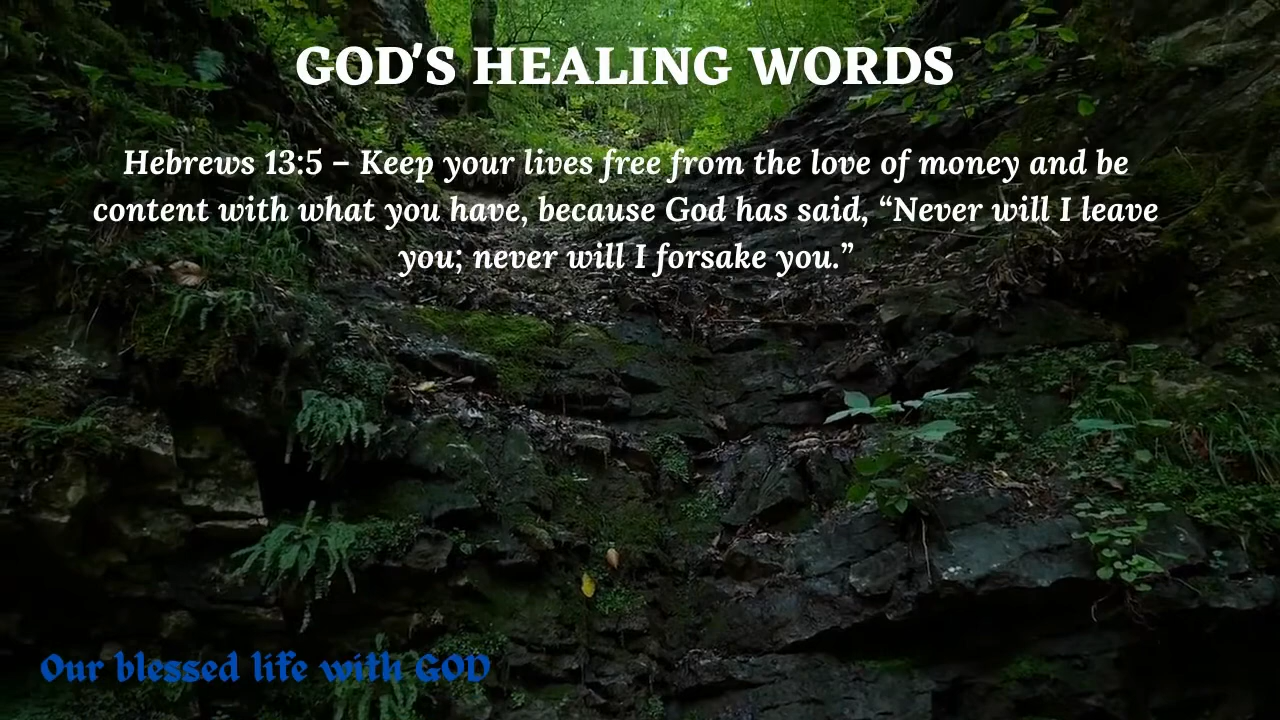 GOD'S HEALING WORDS
Hebrews 13:5 – Keep your lives free from the love of money and be
content with what you have, because God has said, “Never will I leave
you; never will I forsake you.”
Our blessed life with GOD